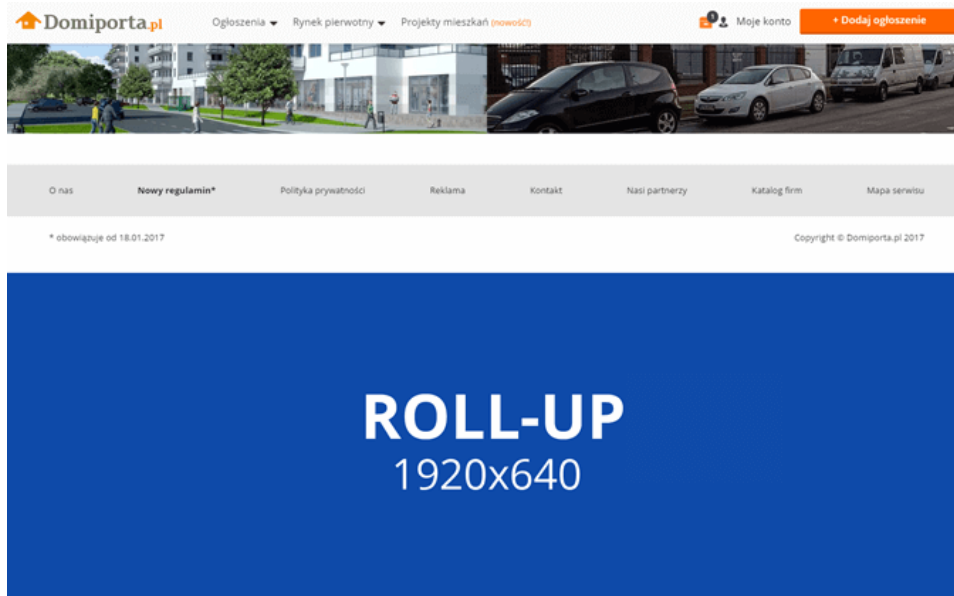 Domiporta.pl Ogłoszenia Rynek pierwotny Projekty mieszkań (nowość!) Moje konto + Dodaj ogłoszenie
O nas Nowy regulamin* Polityka prywatności Reklama Kontakt Nasi partnerzy Katalog firm Mapa serwisu
* obowiązuje od 18.01.2017 Copyright © Domiporta.pl 2017
ROLL-UP
1920x640